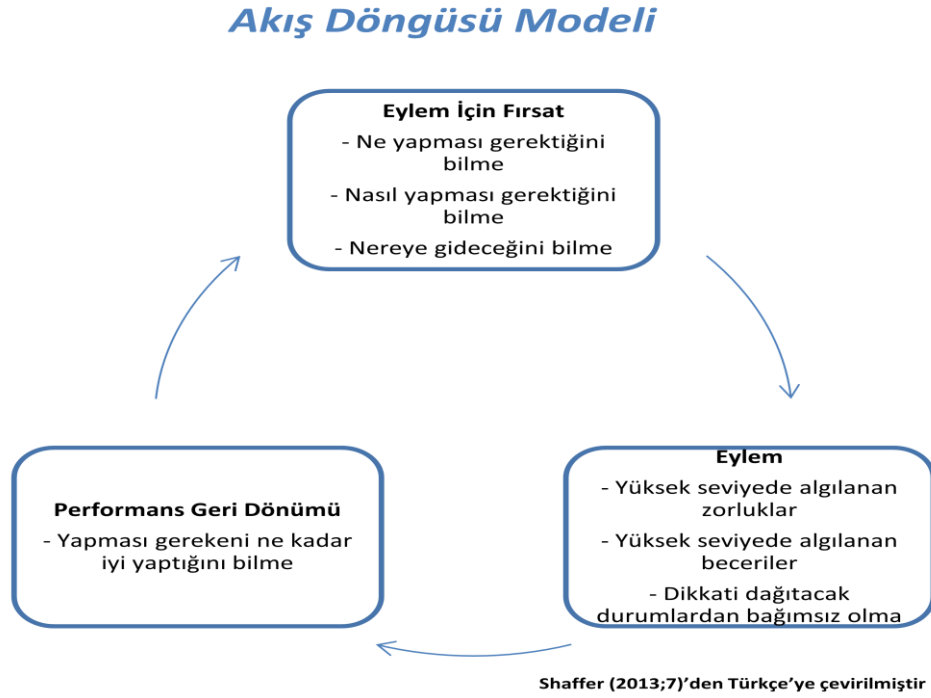 Akış Döngüsü Modeli
Eylem İçin Fırsat
- Ne yapması gerektiğini
bilme
- Nasıl yapması gerektiğini
bilme
- Nereye gideceğini bilme
Eylem
- Yüksek seviyede algılanan
zorluklar
- Yüksek seviyede algılanan
beceriler
- Dikkati dağıtacak
durumlardan bağımsız olma
Performans Geri Dönümü
- Yapması gerekeni ne kadar
iyi yaptığını bilme
Shaffer (2013;7)’den Türkçe’ye çevirilmiştir